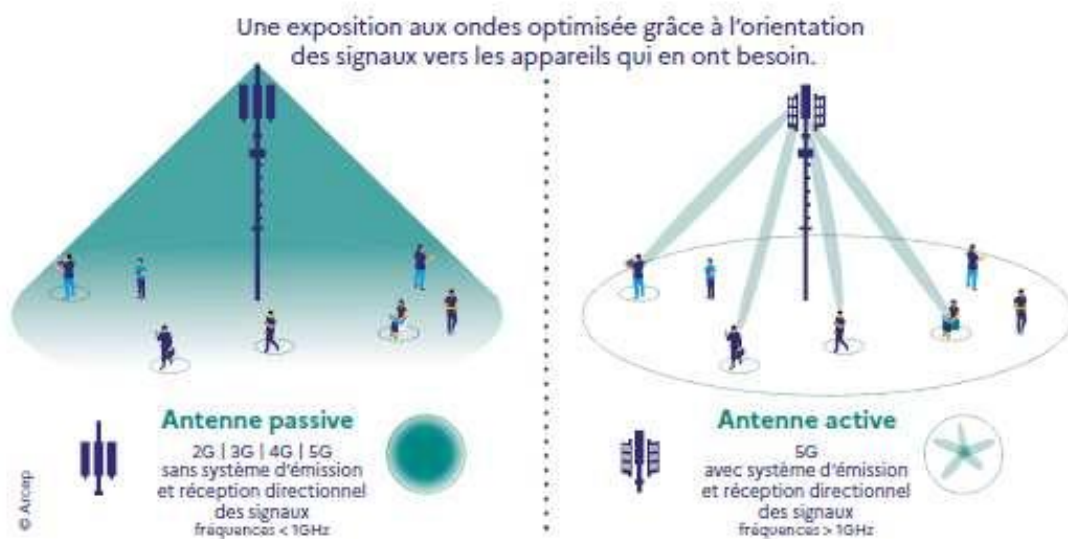 Une exposition aux ondes optimisée grâce à l'orientation
des signaux vers les appareils qui en ont besoin.
Antenne passive
2G | 3G | 4G | 5G
sans système d'émission
et réception directionnel
des signaux
fréquences < 1GHz
Antenne active
5G
avec système d'émission
et réception directionnel
des signaux
fréquences > 1GHz
© Arcep